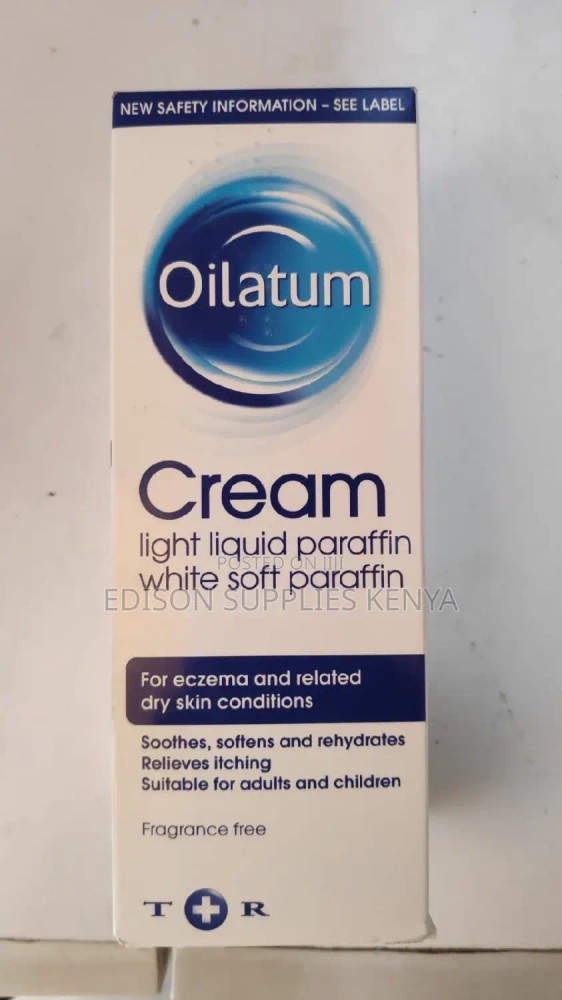 NEW SAFETY INFORMATION – SEE LABEL
Oilatum
Cream
light liquid paraffin
POSTED ON JIJI
white soft paraffin
EDISON SUPPLIES KENYA
For eczema and related
dry skin conditions
Soothes, softens and rehydrates
Relieves itching
Suitable for adults and children
Fragrance free
T R